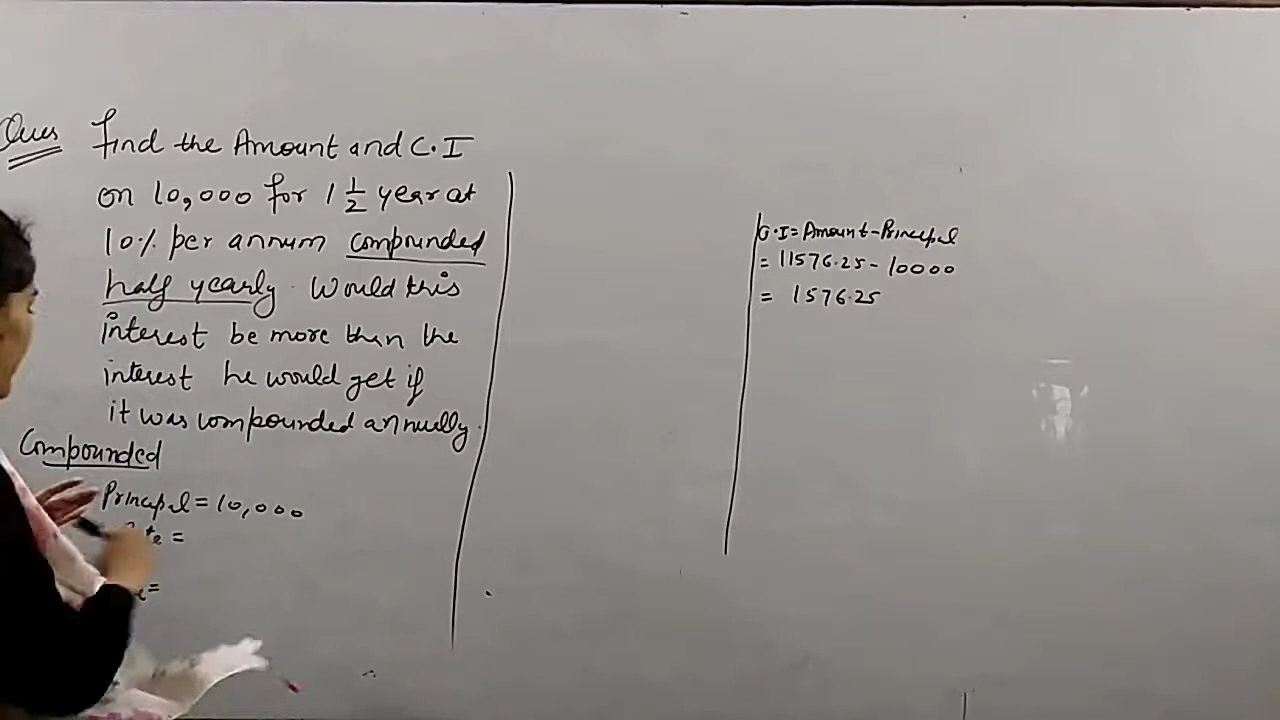 Ques Find the Amount and C.I
on 10,000 for 1 1/2 year at
10% per annum compounded
half yearly. Would this
interest be more than the
interest he would get if
it was compounded annually.
Compounded
Principal = 10,000
=
=
C.I = Amount - Principal
= 11576.25 - 10000
= 1576.25